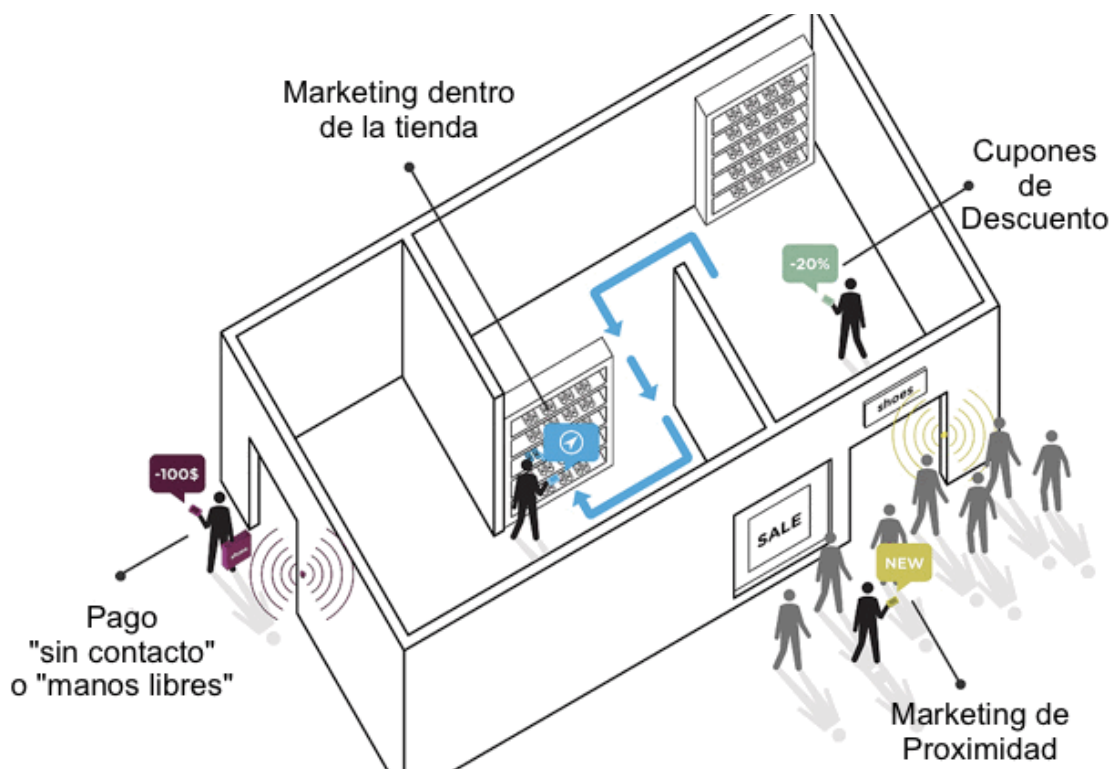 Marketing dentro
de la tienda
Cupones
de
Descuento
-20%
shoes
-100$
shoes
SALE
NEW
Pago
"sin contacto"
o "manos libres"
Marketing de
Proximidad